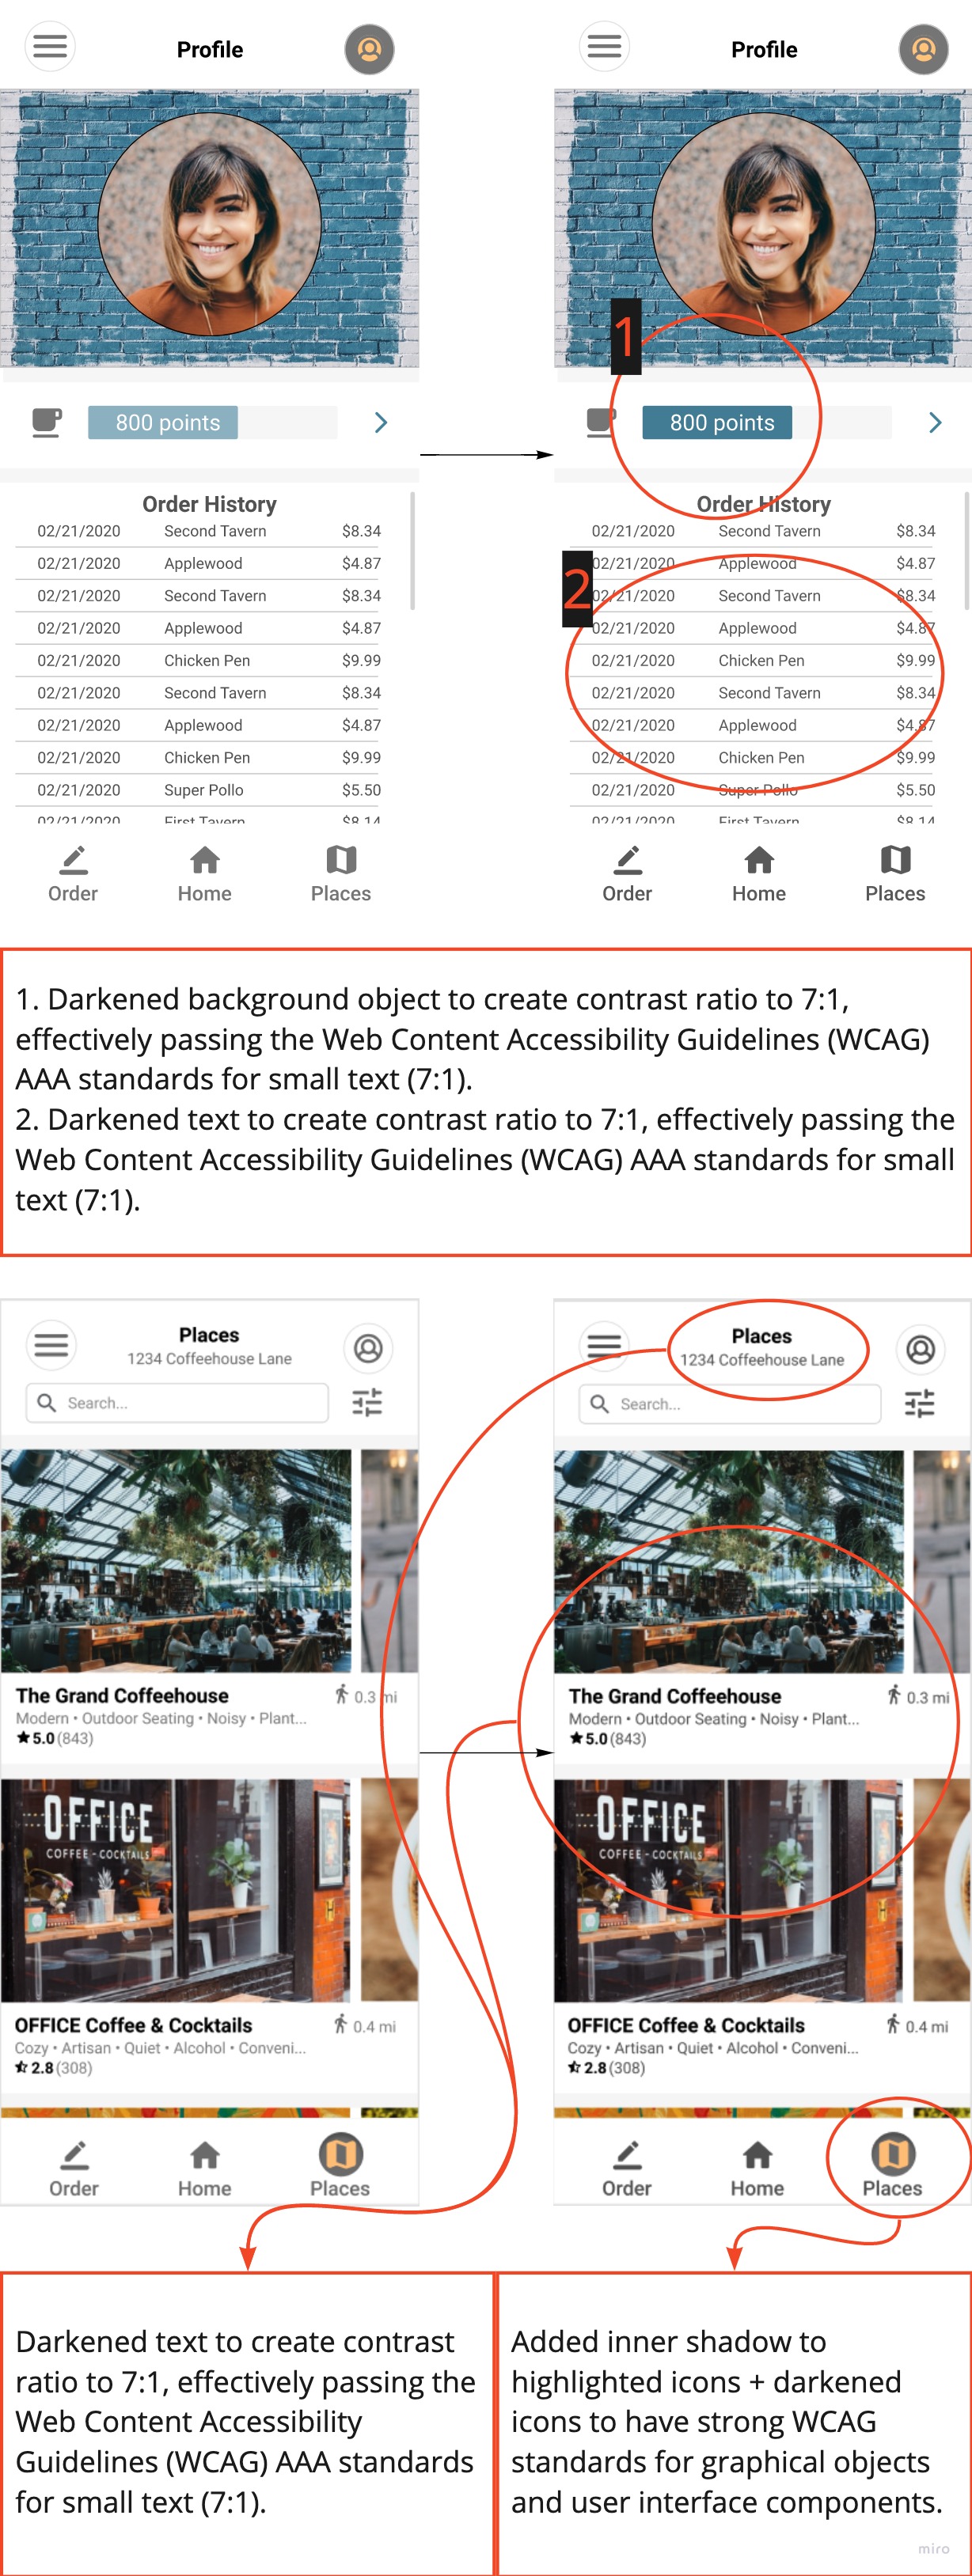 Profile
800 points
Order History
02/21/2020 Second Tavern $8.34
02/21/2020 Applewood $4.87
02/21/2020 Second Tavern $8.34
02/21/2020 Applewood $4.87
02/21/2020 Chicken Pen $9.99
02/21/2020 Second Tavern $8.34
02/21/2020 Applewood $4.87
02/21/2020 Chicken Pen $9.99
02/21/2020 Super Pollo $5.50
02/21/2020 First Tavern $8.14
Order Home Places
Profile
1
800 points
Order History
02/21/2020 Second Tavern $8.34
02/21/2020 Applewood $4.87
2
02/21/2020 Second Tavern $8.34
02/21/2020 Applewood $4.87
02/21/2020 Chicken Pen $9.99
02/21/2020 Second Tavern $8.34
02/21/2020 Applewood $4.87
02/21/2020 Chicken Pen $9.99
02/21/2020 Super Pollo $5.50
02/21/2020 First Tavern $8.14
Order Home Places
1. Darkened background object to create contrast ratio to 7:1,
effectively passing the Web Content Accessibility Guidelines (WCAG)
AAA standards for small text (7:1).
2. Darkened text to create contrast ratio to 7:1, effectively passing the
Web Content Accessibility Guidelines (WCAG) AAA standards for small
text (7:1).
Places
1234 Coffeehouse Lane
Search...
The Grand Coffeehouse 0.3 mi
Modern • Outdoor Seating • Noisy • Plant...
★5.0 (843)
OFFICE
COFFEE - COCKTAILS
OFFICE Coffee & Cocktails 0.4 mi
Cozy • Artisan • Quiet • Alcohol • Conveni...
2.8 (308)
Order Home Places
Places
1234 Coffeehouse Lane
Search...
The Grand Coffeehouse 0.3 mi
Modern • Outdoor Seating • Noisy • Plant...
★5.0 (843)
OFFICE
COFFEE - COCKTAILS
OFFICE Coffee & Cocktails 0.4 mi
Cozy • Artisan • Quiet • Alcohol • Conveni...
2.8 (308)
Order Home Places
Darkened text to create contrast
ratio to 7:1, effectively passing the
Web Content Accessibility
Guidelines (WCAG) AAA standards
for small text (7:1).
Added inner shadow to
highlighted icons + darkened
icons to have strong WCAG
standards for graphical objects
and user interface components.
miro